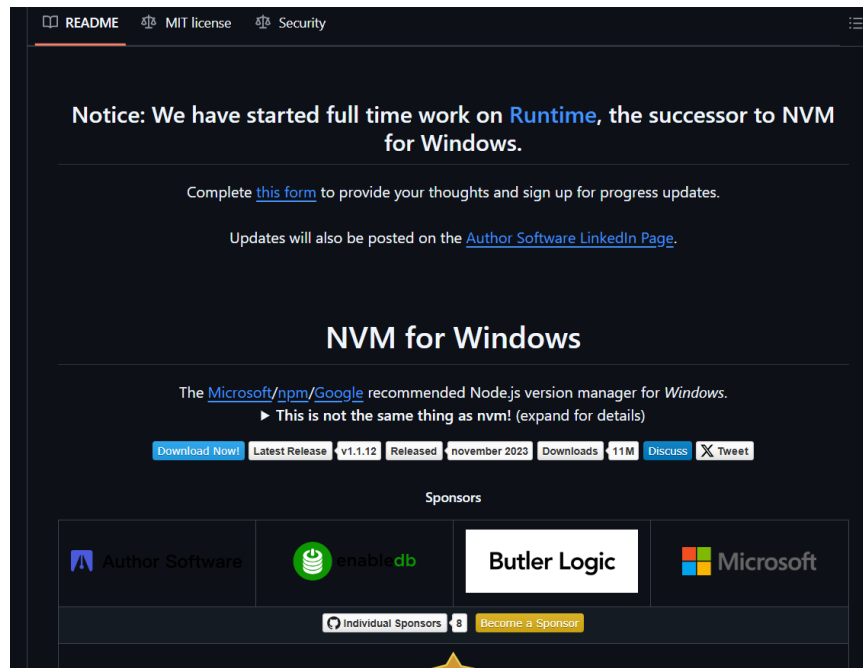 README MIT license Security
Notice: We have started full time work on Runtime, the successor to NVM
for Windows.
Complete this form to provide your thoughts and sign up for progress updates.
Updates will also be posted on the Author Software LinkedIn Page.
NVM for Windows
The Microsoft/npm/Google recommended Node.js version manager for Windows.
▶ This is not the same thing as nvm! (expand for details)
Download Now! Latest Release v1.1.12 Released november 2023 Downloads 11M Discuss X Tweet
Sponsors
Author Software enabledb Butler Logic Microsoft
Individual Sponsors 8 Become a Sponsor